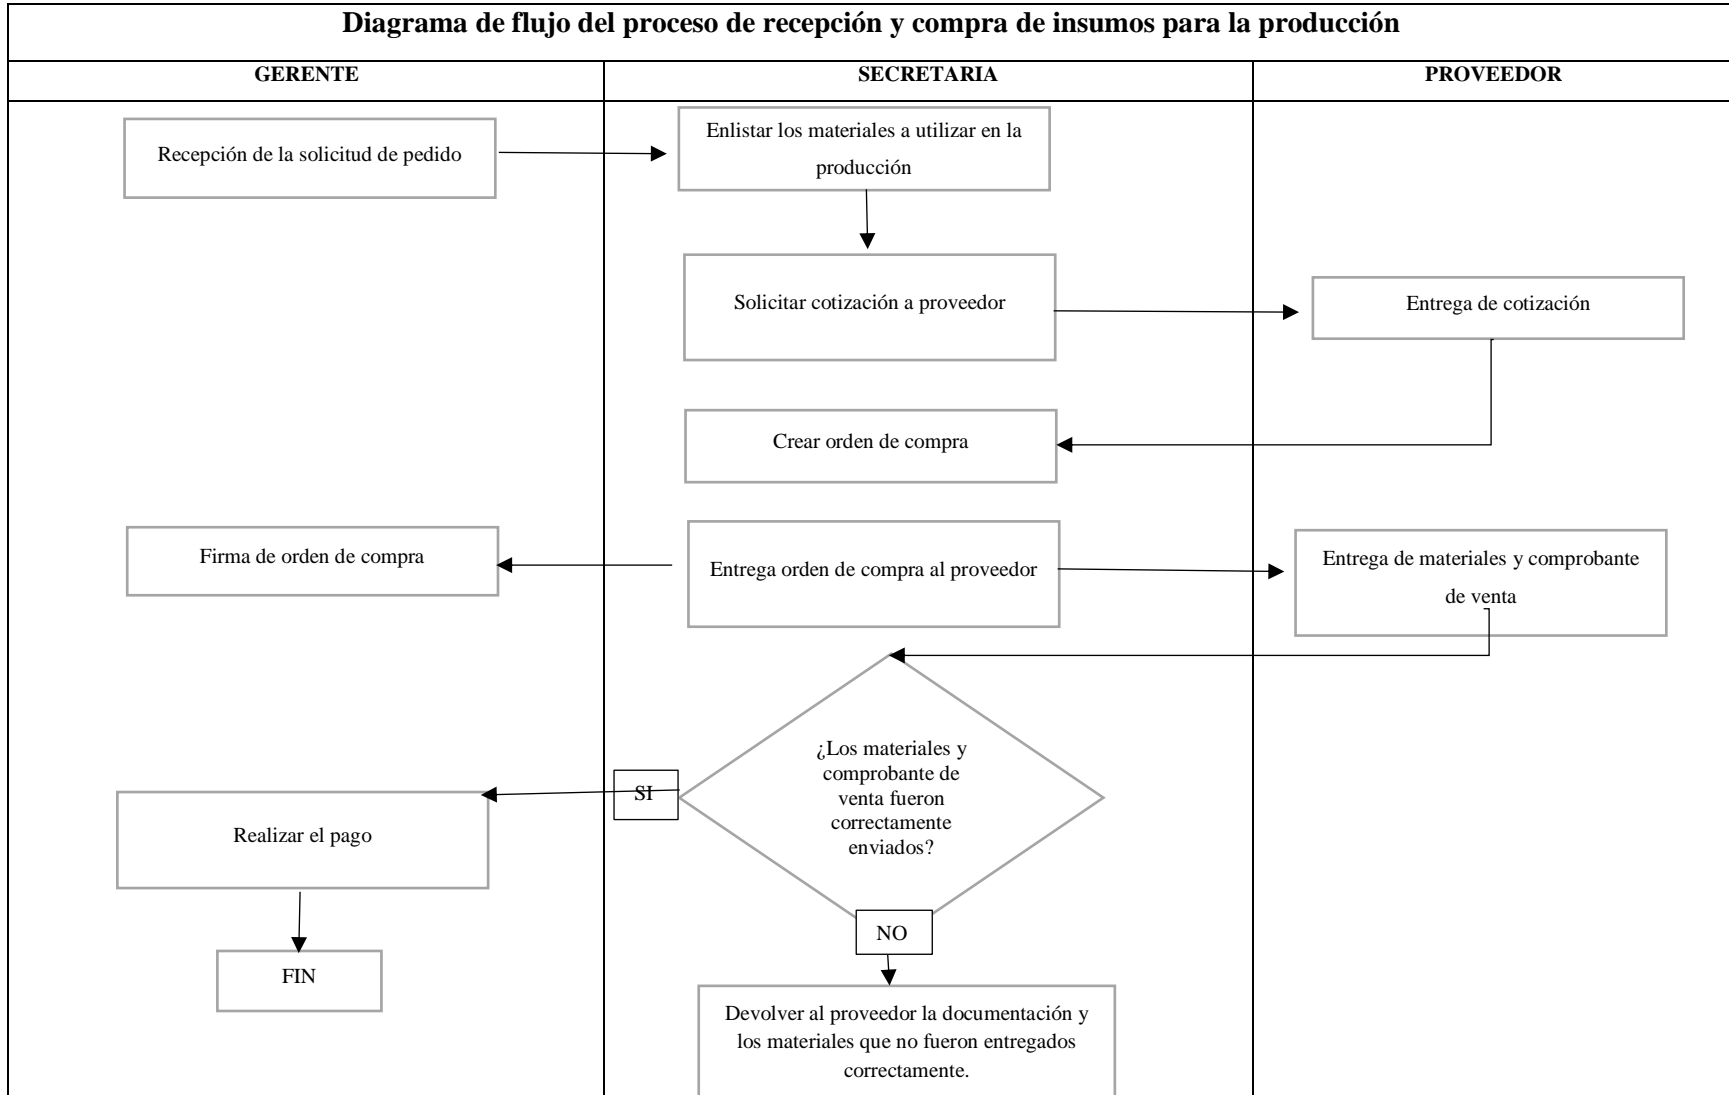 Diagrama de flujo del proceso de recepción y compra de insumos para la producción
GERENTE
SECRETARIA
PROVEEDOR
Recepción de la solicitud de pedido
Enlistar los materiales a utilizar en la
producción
Solicitar cotización a proveedor
Entrega de cotización
Crear orden de compra
Firma de orden de compra
Entrega orden de compra al proveedor
Entrega de materiales y comprobante
de venta
¿Los materiales y
comprobante de
venta fueron
correctamente
enviados?
SI
Realizar el pago
NO
FIN
Devolver al proveedor la documentación y
los materiales que no fueron entregados
correctamente.